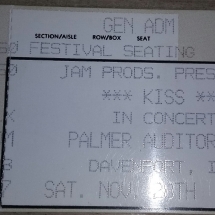 GEN ADM
SECTION/AISLE ROW/BOX SEAT
FESTIVAL SEATING
JAM PRODS. PRES
*** KISS **
IN CONCERT
PALMER AUDITOR
DAVENPORT, I
SAT. NOV. 28TH